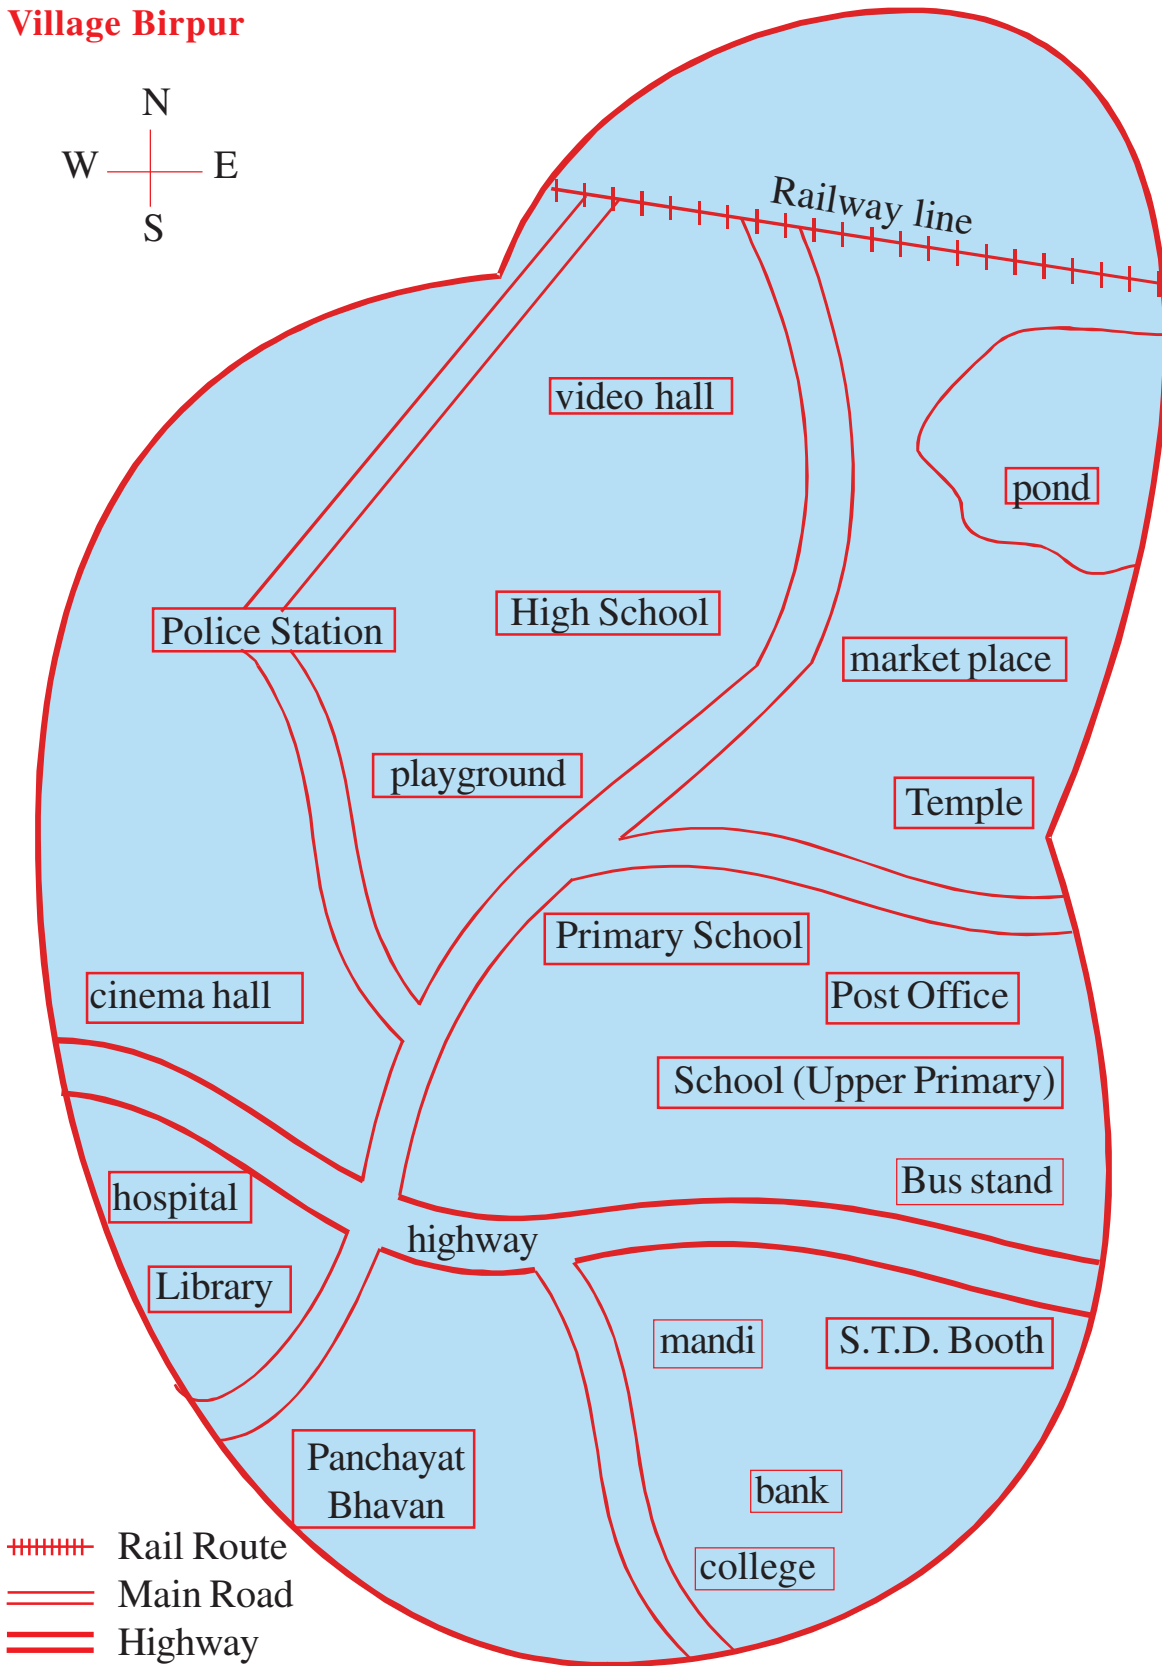 Village Birpur
N
W E
S
Railway line
video hall
pond
High School
Police Station
market place
playground
Temple
Primary School
cinema hall
Post Office
School (Upper Primary)
Bus stand
hospital
highway
Library
mandi
S.T.D. Booth
Panchayat
Bhavan
bank
college
Rail Route
Main Road
Highway